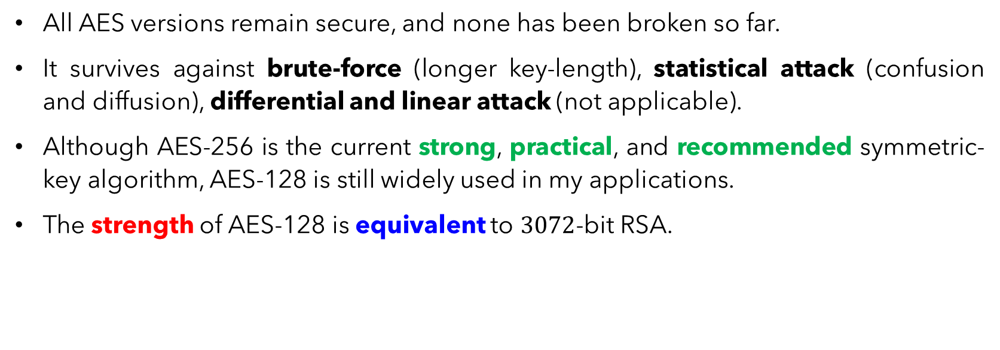 • All AES versions remain secure, and none has been broken so far.
• It survives against brute-force (longer key-length), statistical attack (confusion
and diffusion), differential and linear attack (not applicable).
• Although AES-256 is the current strong, practical, and recommended symmetric-
key algorithm, AES-128 is still widely used in my applications.
• The strength of AES-128 is equivalent to 3072-bit RSA.